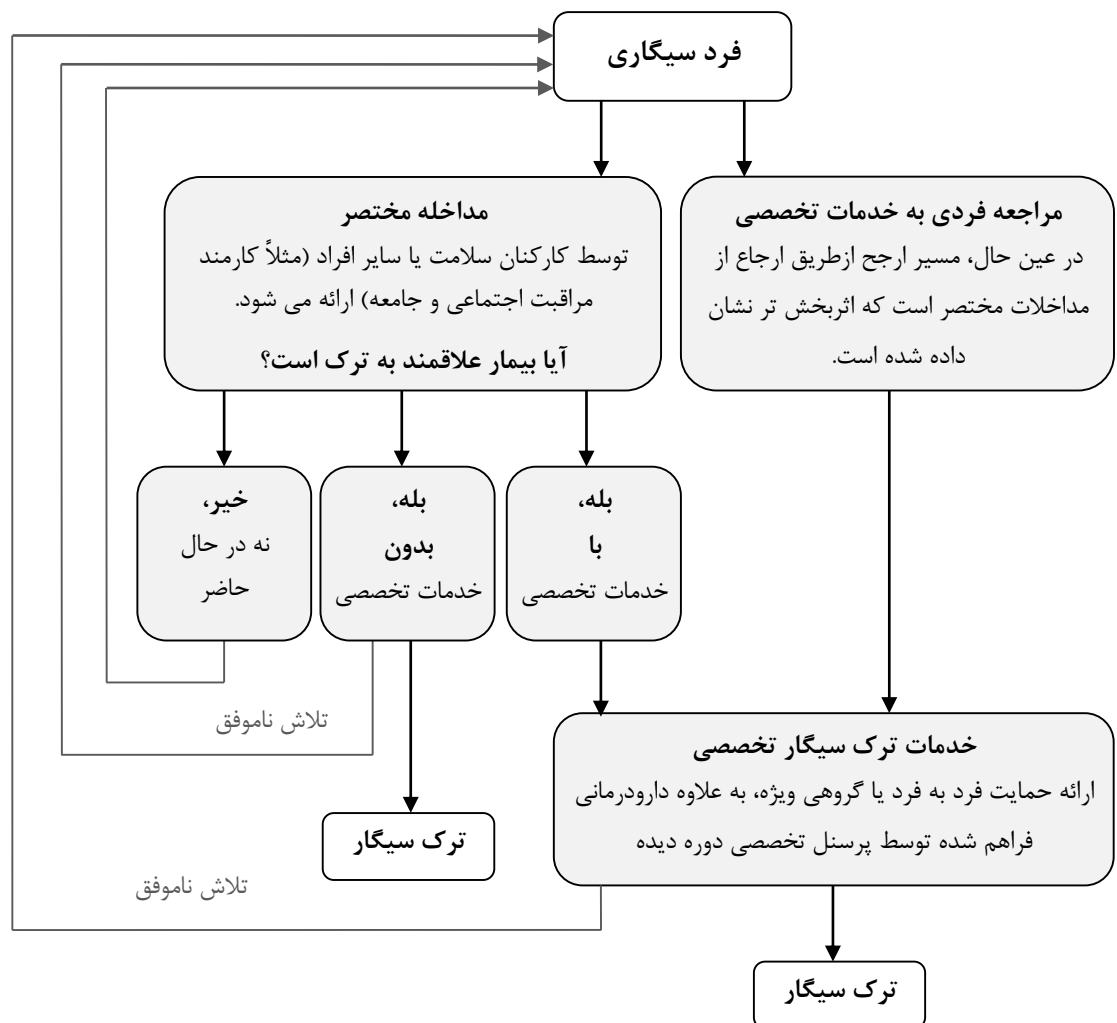 فرد سیگاری
مراجعه فردی به خدمات تخصصی
در عین حال، مسیر ارجح ازطریق ارجاع از
مداخلات مختصر است که اثربخش تر نشان
داده شده است.
مداخله مختصر
توسط کارکنان سلامت یا سایر افراد (مثلاً کارمند
مراقبت اجتماعی و جامعه) ارائه می شود.
آیا بیمار علاقمند به ترک است؟
بله،
با
خدمات تخصصی
بله،
بدون
خدمات تخصصی
خیر،
نه در حال
حاضر
تلاش ناموفق
خدمات ترک سیگار تخصصی
ارائه حمایت فرد به فرد یا گروهی ویژه، به علاوه دارودرمانی
فراهم شده توسط پرسنل تخصصی دوره دیده
ترک سیگار
تلاش ناموفق
ترک سیگار